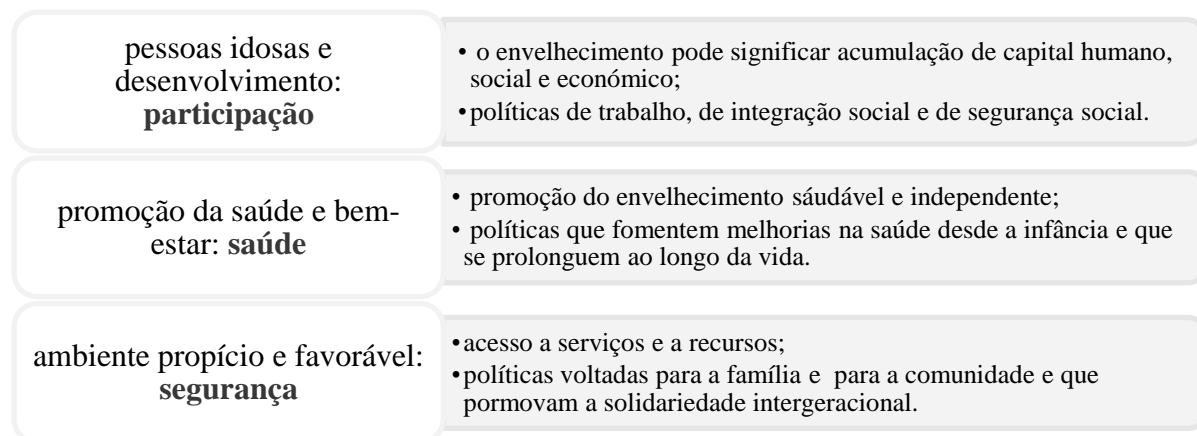 pessoas idosas e
desenvolvimento:
participação
• o envelhecimento pode significar acumulação de capital humano,
social e económico;
•políticas de trabalho, de integração social e de segurança social.
promoção da saúde e bem-
estar: saúde
• promoção do envelhecimento sáudável e independente;
• políticas que fomentem melhorias na saúde desde a infância e que
se prolonguem ao longo da vida.
ambiente propício e favorável:
segurança
•acesso a serviços e a recursos;
•políticas voltadas para a família e para a comunidade e que
pormovam a solidariedade intergeracional.